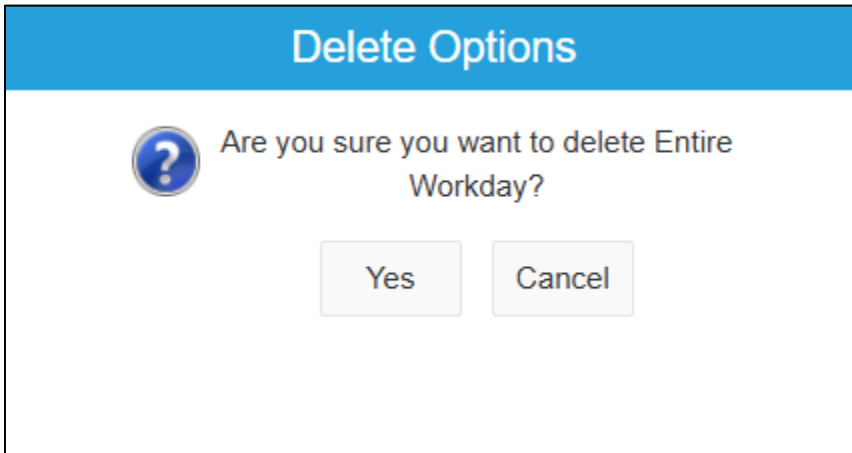 Delete Options
Are you sure you want to delete Entire
Workday?
Yes
Cancel